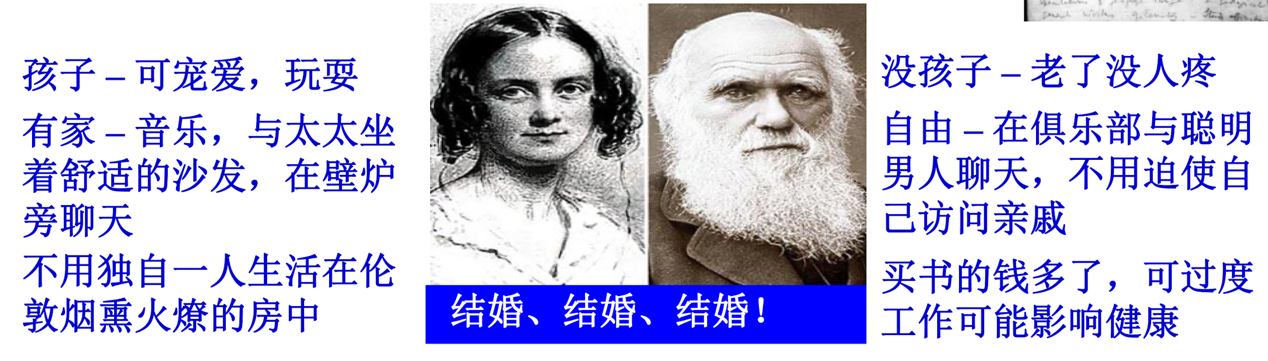 孩子 – 可宠爱，玩耍
有家 – 音乐，与太太坐
着舒适的沙发，在壁炉
旁聊天
不用独自一人生活在伦
敦烟熏火燎的房中
结婚、结婚、结婚！
没孩子 – 老了没人疼
自由 – 在俱乐部与聪明
男人聊天，不用迫使自
己访问亲戚
买书的钱多了，可过度
工作可能影响健康